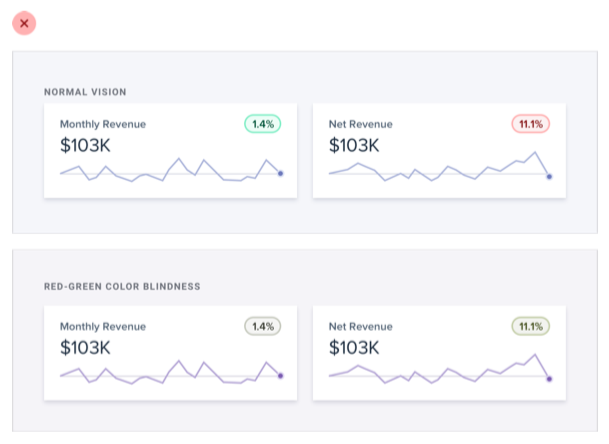 NORMAL VISION
Monthly Revenue
1.4%
$103K
Net Revenue
11.1%
$103K
RED-GREEN COLOR BLINDNESS
Monthly Revenue
1.4%
$103K
Net Revenue
11.1%
$103K